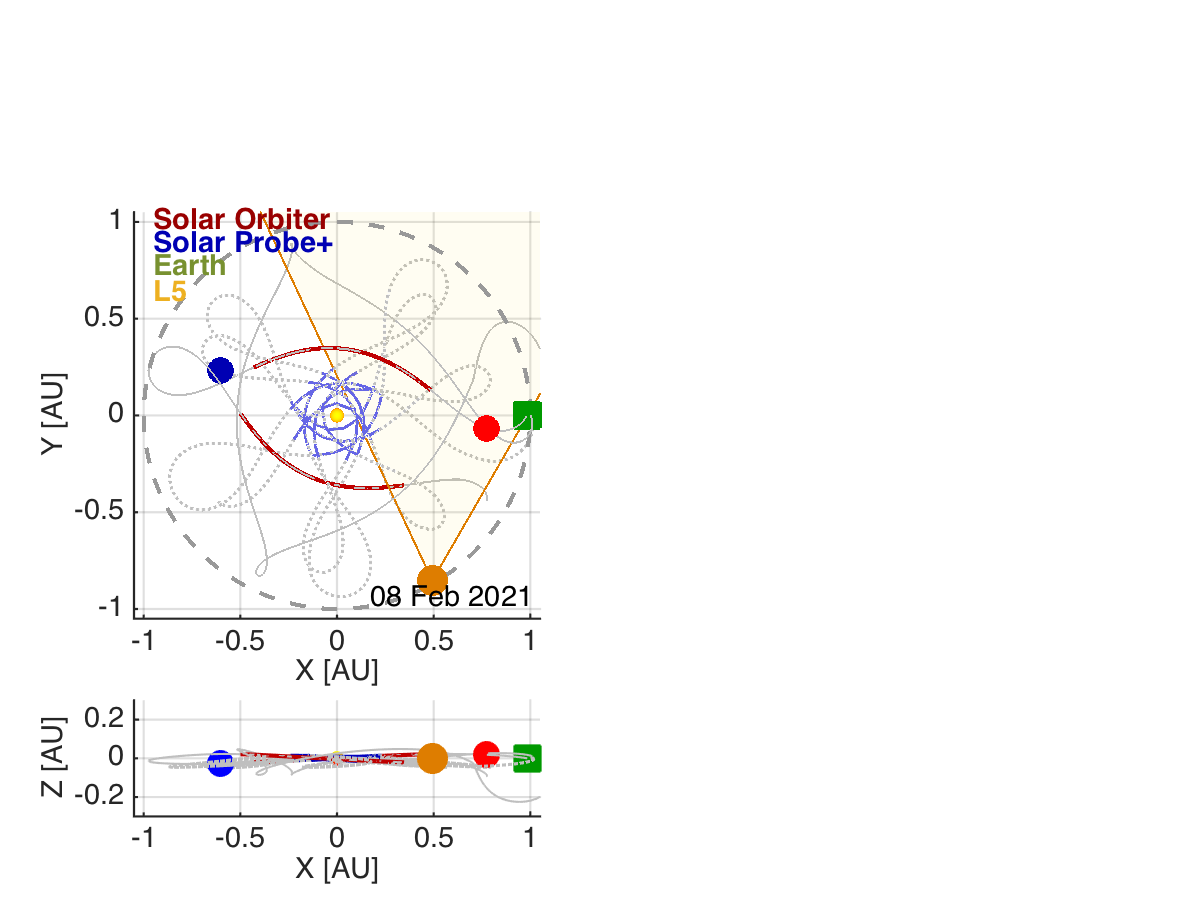 Solar Orbiter
Solar Probe+
Earth
L5
1
0.5
0
-0.5
-1
Y [AU]
08 Feb 2021
-1 -0.5 0 0.5 1
X [AU]
0.2
0
-0.2
Z [AU]
-1 -0.5 0 0.5 1
X [AU]